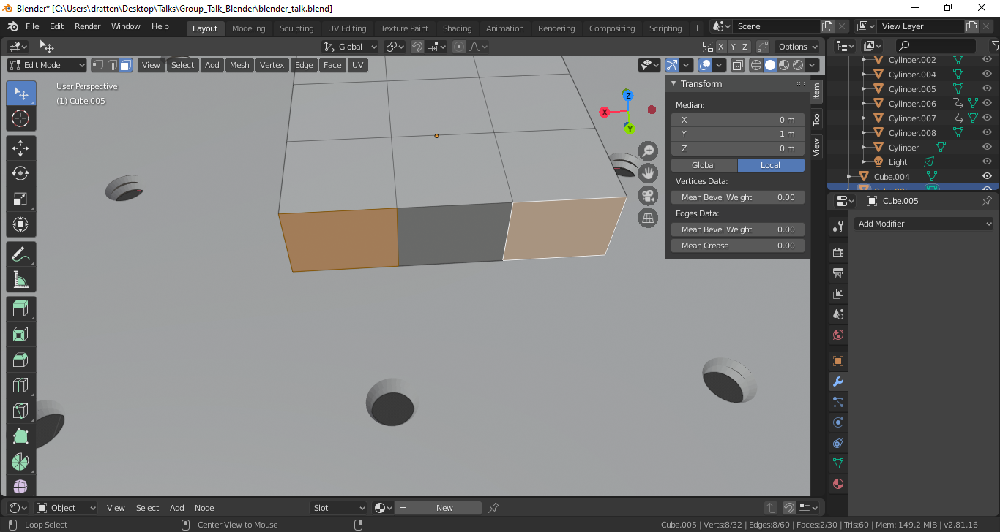 Blender* [C:\Users\dratten\Desktop\Talks\Group_Talk_Blender\blender_talk.blend]
File Edit Render Window Help Layout Modeling Sculpting UV Editing Texture Paint Shading Animation Rendering Compositing Scripting + Scene View Layer
Global X Y Z Options
Edit Mode View Select Add Mesh Vertex Edge Face UV
User Perspective
(1) Cube.005
Z
X
Y
Transform
Median:
X 0 m
Y 1 m
Z 0 m
Global Local
Vertices Data:
Mean Bevel Weight 0.00
Edges Data:
Mean Bevel Weight 0.00
Mean Crease 0.00
Item
Tool
View
Cylinder.002
Cylinder.004
Cylinder.005
Cylinder.006
Cylinder.007
Cylinder.008
Cylinder
Light
Cube.004
Cube.005
Cube.005
Add Modifier
Object View Select Add Node Slot + New
Loop Select Center View to Mouse Cube.005 | Verts:8/32 | Edges:8/60 | Faces:2/30 | Tris:60 | Mem: 149.2 MiB | v2.81.16